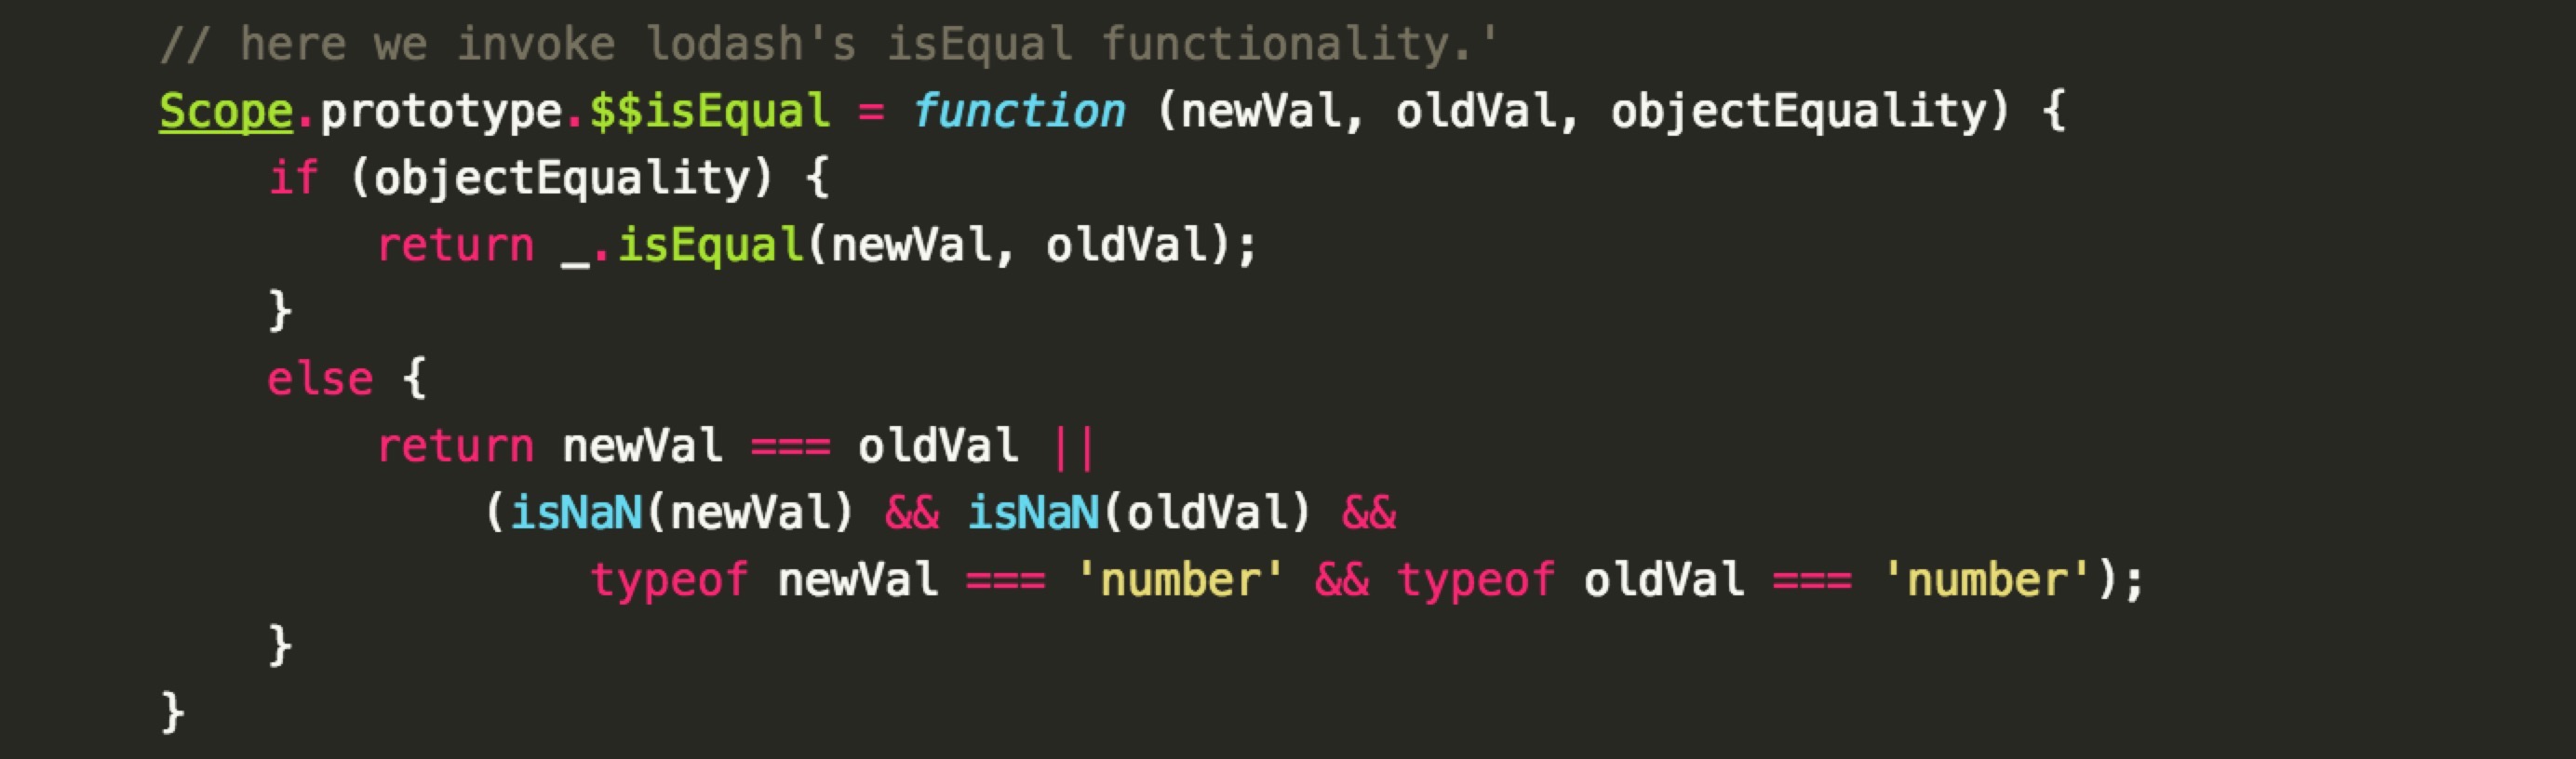 // here we invoke lodash's isEqual functionality.'
Scope.prototype.$$isEqual = function (newVal, oldVal, objectEquality) {
    if (objectEquality) {
        return _.isEqual(newVal, oldVal);
    }
    else {
        return newVal === oldVal ||
            (isNaN(newVal) && isNaN(oldVal) &&
                typeof newVal === 'number' && typeof oldVal === 'number');
    }
}